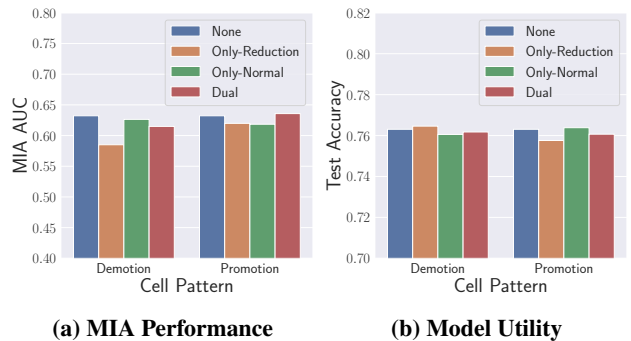 0.80
0.75
0.70
0.65
0.60
0.55
0.50
0.45
0.40
MIA AUC
None
Only-Reduction
Only-Normal
Dual
Demotion Promotion
Cell Pattern
(a) MIA Performance
0.82
0.80
0.78
0.76
0.74
0.72
0.70
Test Accuracy
None
Only-Reduction
Only-Normal
Dual
Demotion Promotion
Cell Pattern
(b) Model Utility